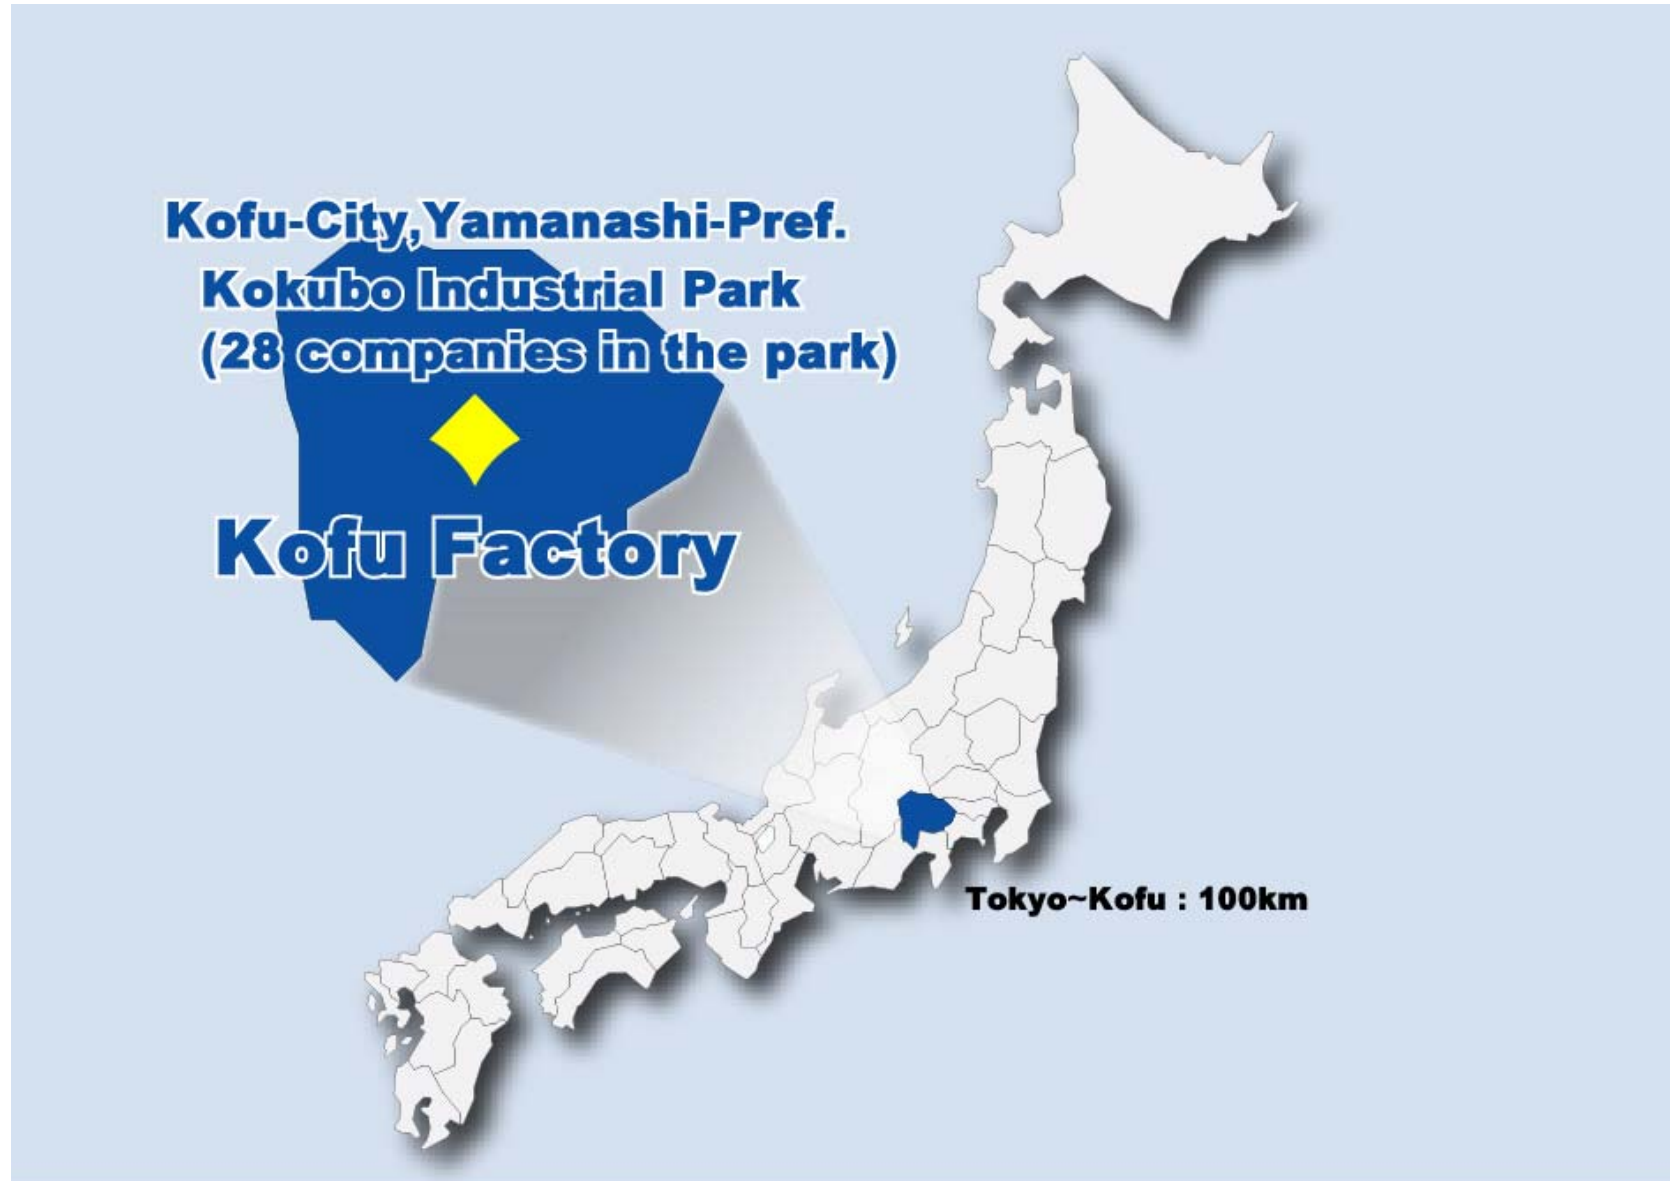 Kofu-City,Yamanashi-Pref.
Kokubo Industrial Park
(28 companies in the park)
Kofu Factory
Tokyo~Kofu : 100km